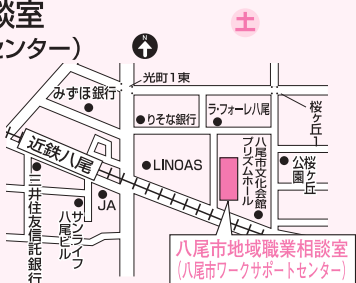 談室
センター）
土
光町1東
桜ヶ丘1
みずほ銀行
りそな銀行
ラ・フォーレ八尾
近鉄八尾
LINOAS
八尾市文化会館
プリズムホール
桜ヶ丘
公園
三井住友信託銀行
サンライフ
八尾ビル
JA
八尾市地域職業相談室
（八尾市ワークサポートセンター）